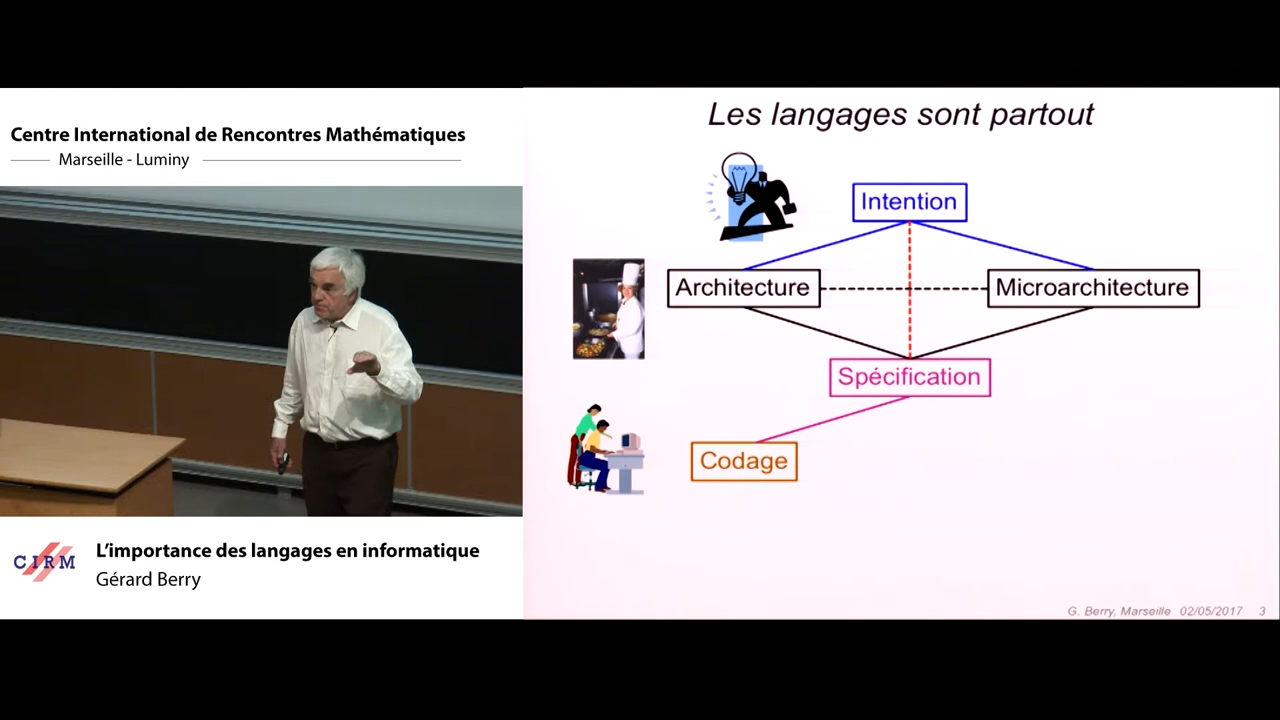 Centre International de Rencontres Mathématiques
Marseille - Luminy
CIRM
L'importance des langages en informatique
Gérard Berry
Les langages sont partout
Intention
Architecture
Microarchitecture
Spécification
Codage
G. Berry, Marseille 02/05/2017 3